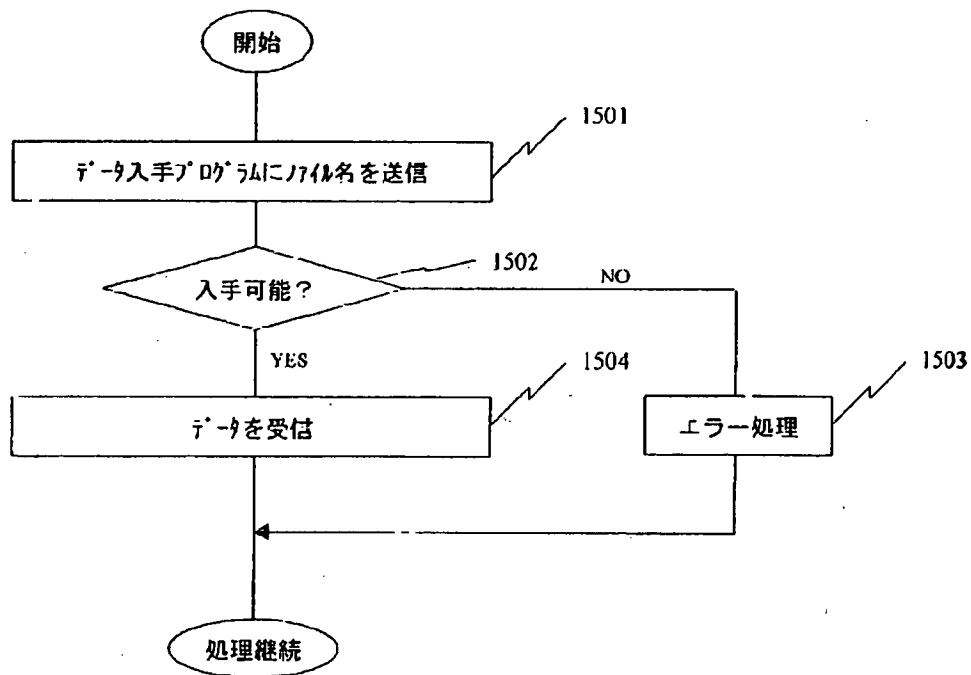 開始
1501
ﾃﾞｰﾀ入手ﾌﾟﾛｸﾞﾗﾑにﾌｧｲﾙ名を送信
1502
入手可能？
NO
YES
1504
1503
ﾃﾞｰﾀを受信
エラー処理
処理継続